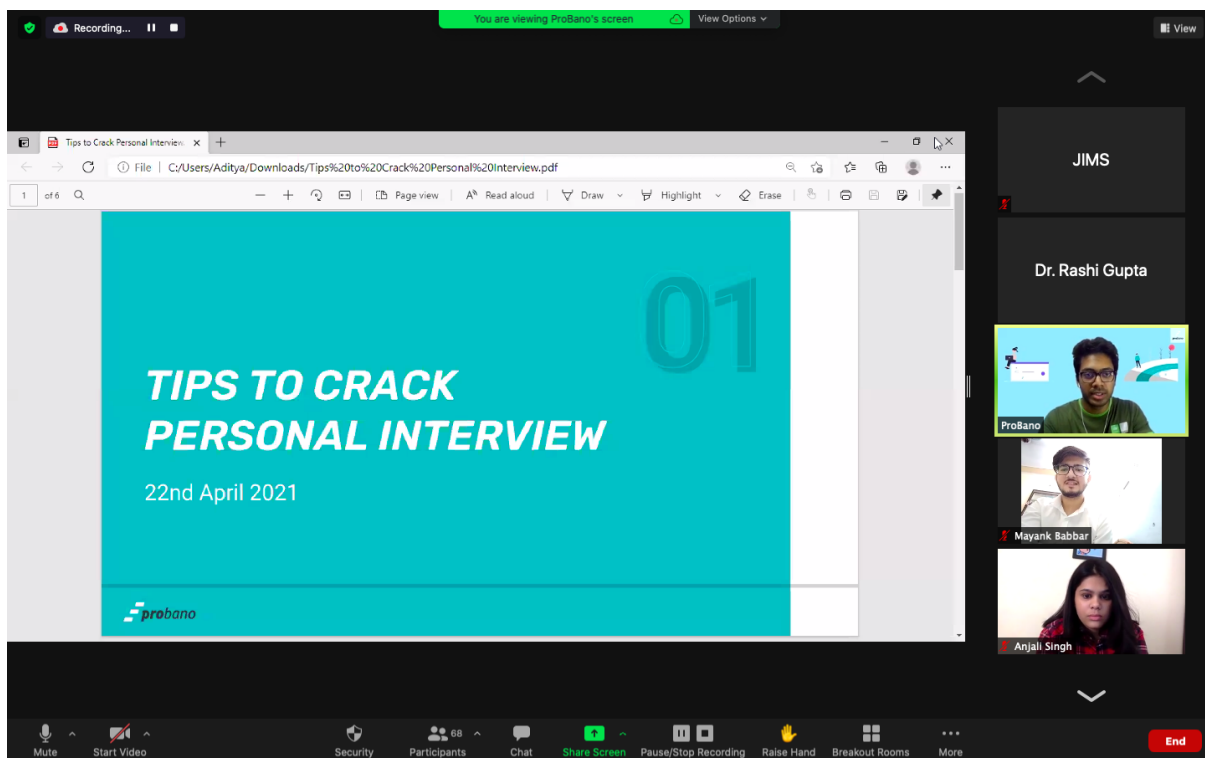 Recording...
You are viewing ProBano's screen
View Options
View
Tips to Crack Personal Interview.
File | C:/Users/Aditya/Downloads/Tips%20to%20Crack%20Personal%20Interview.pdf
1 of 6
Page view
Read aloud
Draw
Highlight
Erase
01
TIPS TO CRACK
PERSONAL INTERVIEW
22nd April 2021
probano
JIMS
Dr. Rashi Gupta
ProBano
Mayank Babbar
Anjali Singh
Mute
Start Video
Security
68
Participants
Chat
Share Screen
Pause/Stop Recording
Raise Hand
Breakout Rooms
More
End